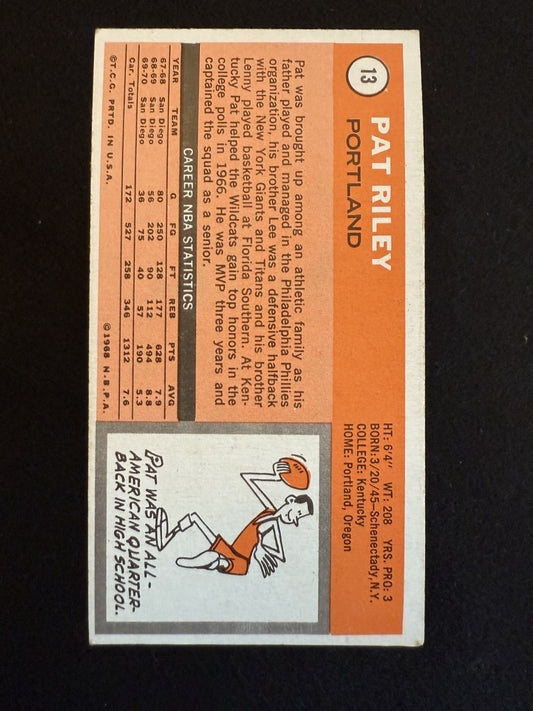 13
PAT RILEY
PORTLAND
HT: 6'4" WT: 208 YRS. PRO: 3
BORN: 3/20/45—Schenectady, N.Y.
COLLEGE: Kentucky
HOME: Portland, Oregon
Pat was brought up among an athletic family as his
father played and managed in the Philadelphia Phillies
organization, his brother Lee was a defensive halfback
with the New York Giants and Titans and his brother
Lenny played basketball at Florida Southern. At Ken-
tucky Pat helped the Wildcats gain top honors in the
college polls in 1966. He was MVP three years and
captained the squad as a senior.
CAREER NBA STATISTICS
YEAR TEAM G FG FT REB PTS AVG
67-68 San Diego 80 250 128 177 628 7.9
68-69 San Diego 56 202 90 112 494 8.8
69-70 San Diego 36 75 40 57 190 5.3
Car. Totals 172 527 258 346 1312 7.6
©T.C.G. PRTD. IN U.S.A. ©1968 N.B.P.A.
PAT WAS AN ALL-
AMERICAN QUARTER-
BACK IN HIGH SCHOOL.